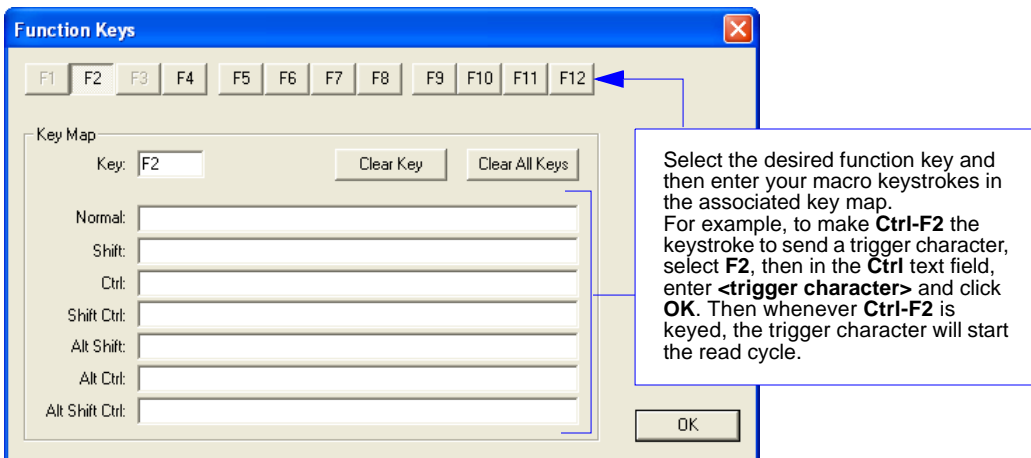 Function Keys
F1 F2 F3 F4 F5 F6 F7 F8 F9 F10 F11 F12
Key Map
Key: F2 Clear Key Clear All Keys
Normal:
Shift:
Ctrl:
Shift Ctrl:
Alt Shift:
Alt Ctrl:
Alt Shift Ctrl:
Select the desired function key and
then enter your macro keystrokes in
the associated key map.
For example, to make Ctrl-F2 the
keystroke to send a trigger character,
select F2, then in the Ctrl text field,
enter <trigger character> and click
OK. Then whenever Ctrl-F2 is
keyed, the trigger character will start
the read cycle.
OK